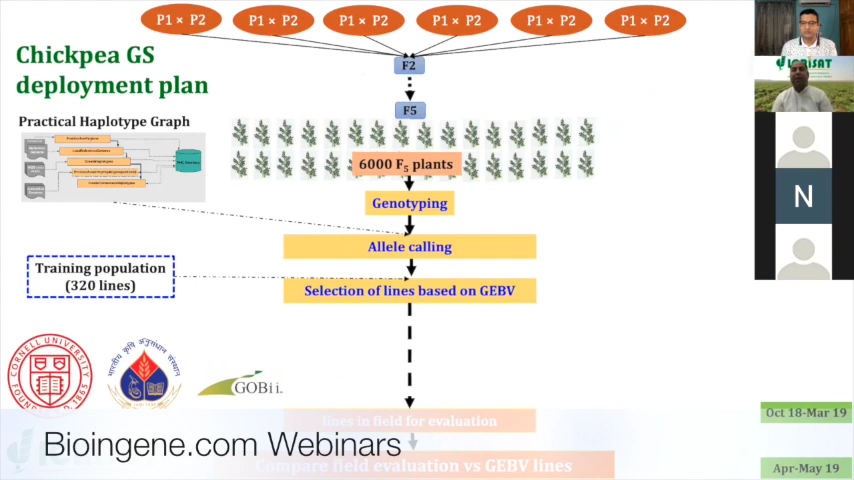 P1 × P2
P1 × P2
P1 × P2
P1 × P2
P1 × P2
P1 × P2
Chickpea GS
deployment plan
F2
F5
Practical Haplotype Graph
6000 F5 plants
Genotyping
Allele calling
Training population
(320 lines)
Selection of lines based on GEBV
CORNELL UNIVERSITY
1865
GOBii
lines in field for evaluation
Compare field evaluation vs GEBV lines
Oct 18-Mar 19
Apr-May 19
Bioingene.com Webinars
ICRISAT
N